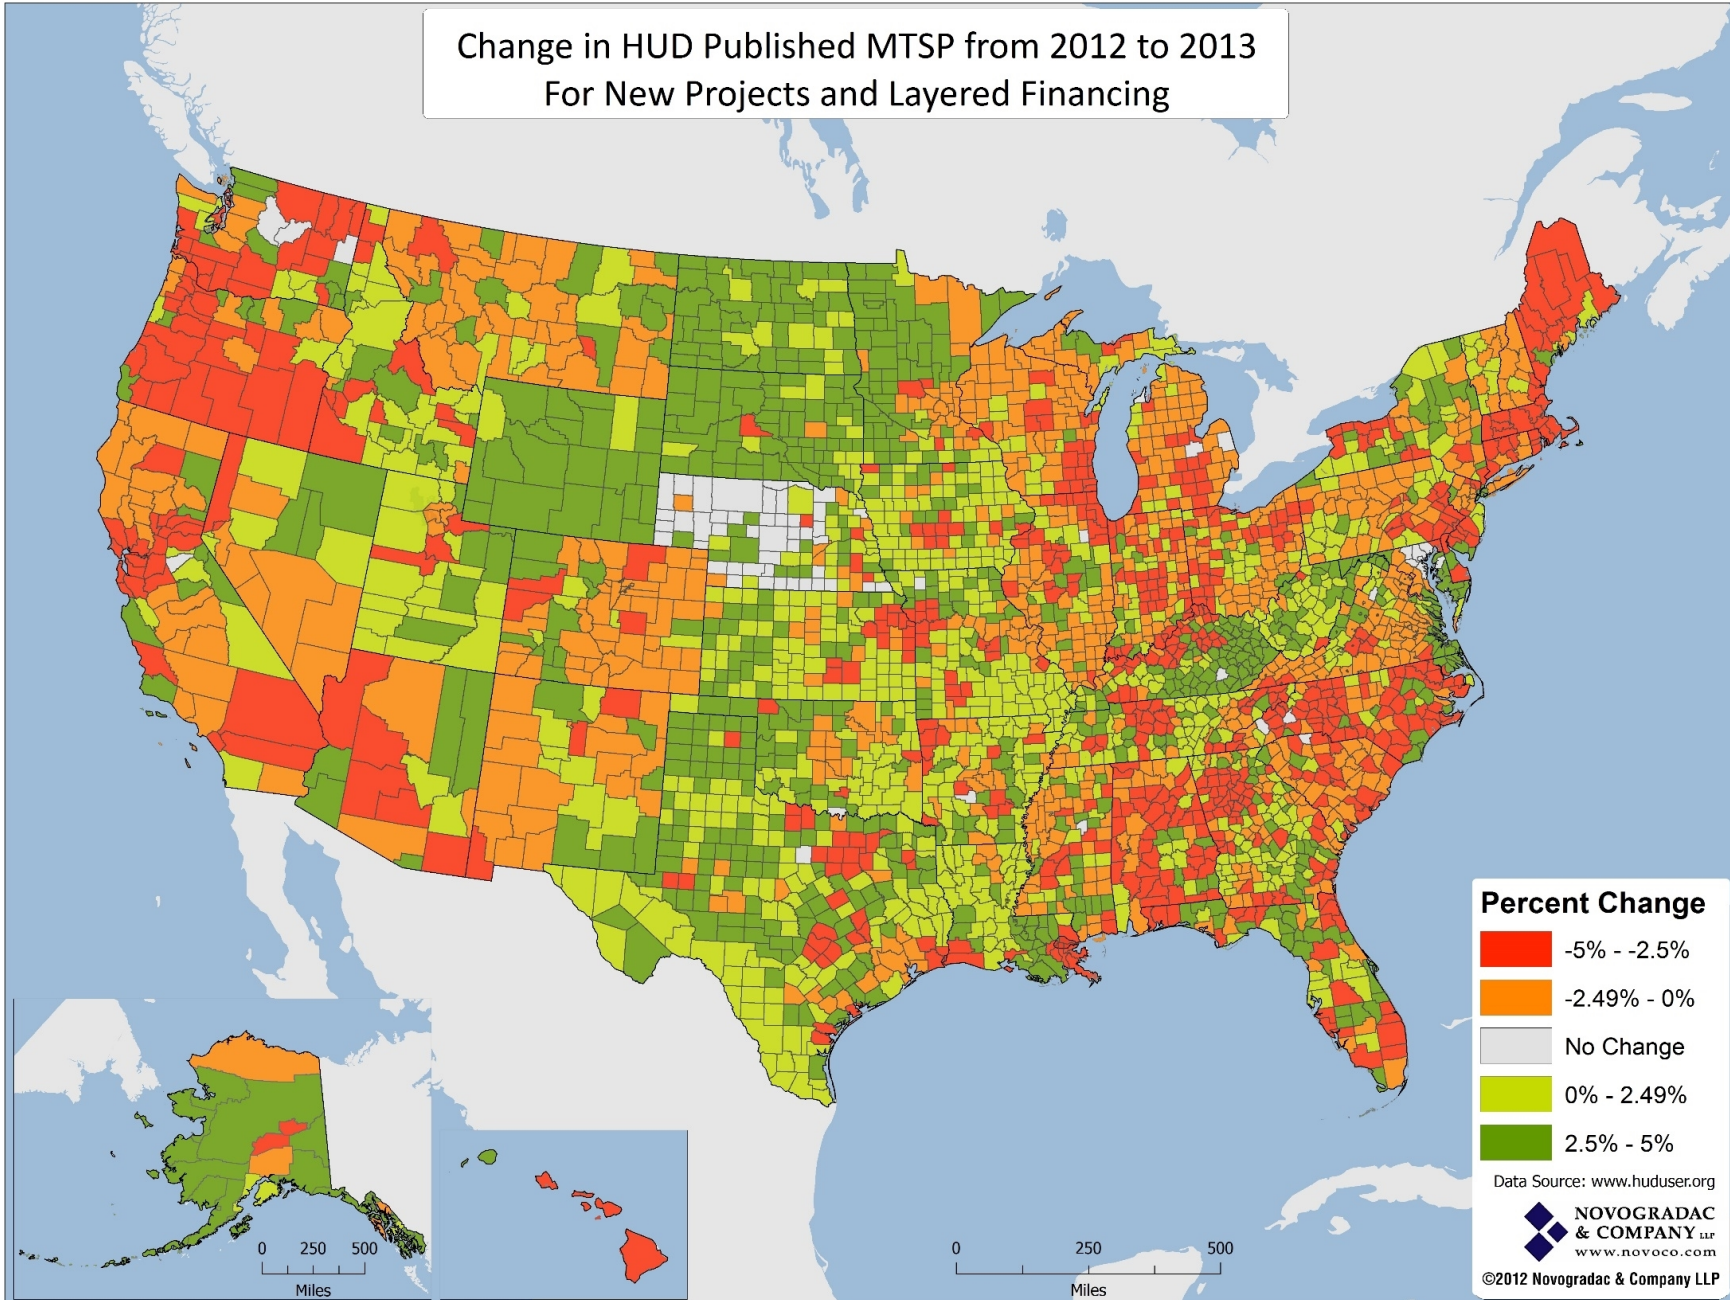 Change in HUD Published MTSP from 2012 to 2013
For New Projects and Layered Financing
Percent Change
-5% - -2.5%
-2.49% - 0%
No Change
0% - 2.49%
2.5% - 5%
Data Source: www.huduser.org
NOVOGRADAC
& COMPANY LLP
www.novoco.com
©2012 Novogradac & Company LLP
0 250 500
Miles
0 250 500
Miles